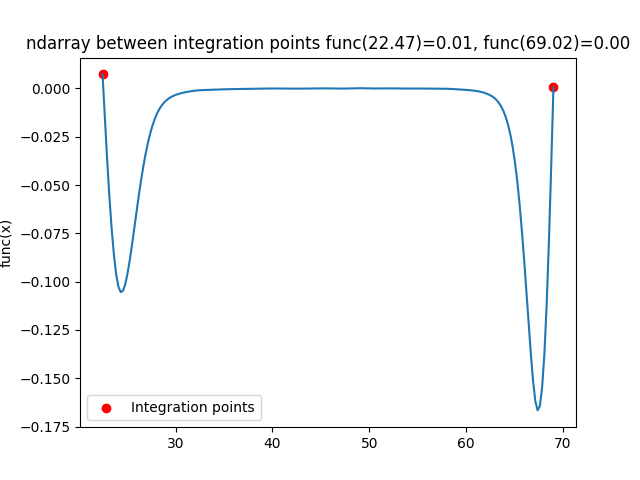 ndarray between integration points func(22.47)=0.01, func(69.02)=0.00
0.000
−0.025
−0.050
−0.075
−0.100
−0.125
−0.150
−0.175
func(x)
Integration points
30 40 50 60 70